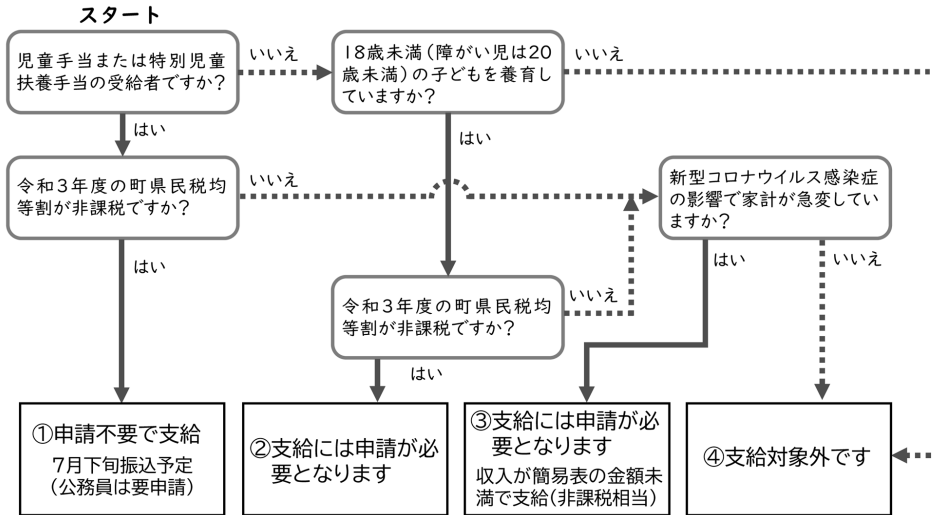 スタート
児童手当または特別児童
扶養手当の受給者ですか?
いいえ
18歳未満(障がい児は20
歳未満)の子どもを養育し
ていますか?
いいえ
はい
はい
令和3年度の町県民税均
等割が非課税ですか?
いいえ
新型コロナウイルス感染症
の影響で家計が急変してい
ますか?
はい
はい
いいえ
令和3年度の町県民税均
等割が非課税ですか?
いいえ
はい
①申請不要で支給
7月下旬振込予定
(公務員は要申請)
②支給には申請が必
要となります
③支給には申請が必
要となります
収入が簡易表の金額未
満で支給(非課税相当)
④支給対象外です